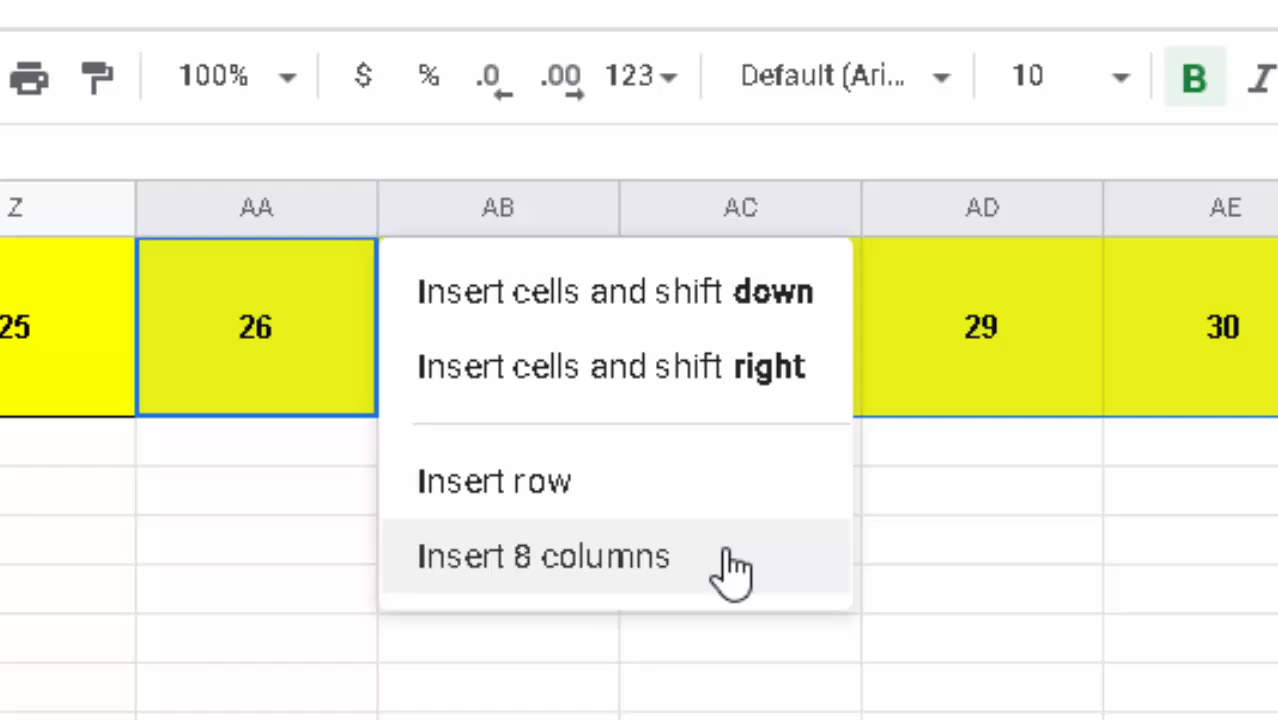 100% $ % .0 .00 123 Default (Ari... 10 B I
Z AA AB AC AD AE
25 26 29 30
Insert cells and shift down
Insert cells and shift right
Insert row
Insert 8 columns